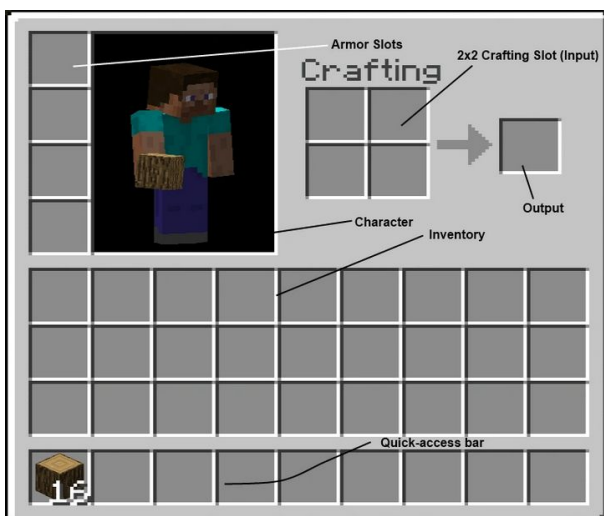 Armor Slots
2x2 Crafting Slot (Input)
Crafting
Output
Character
Inventory
Quick-access bar
16